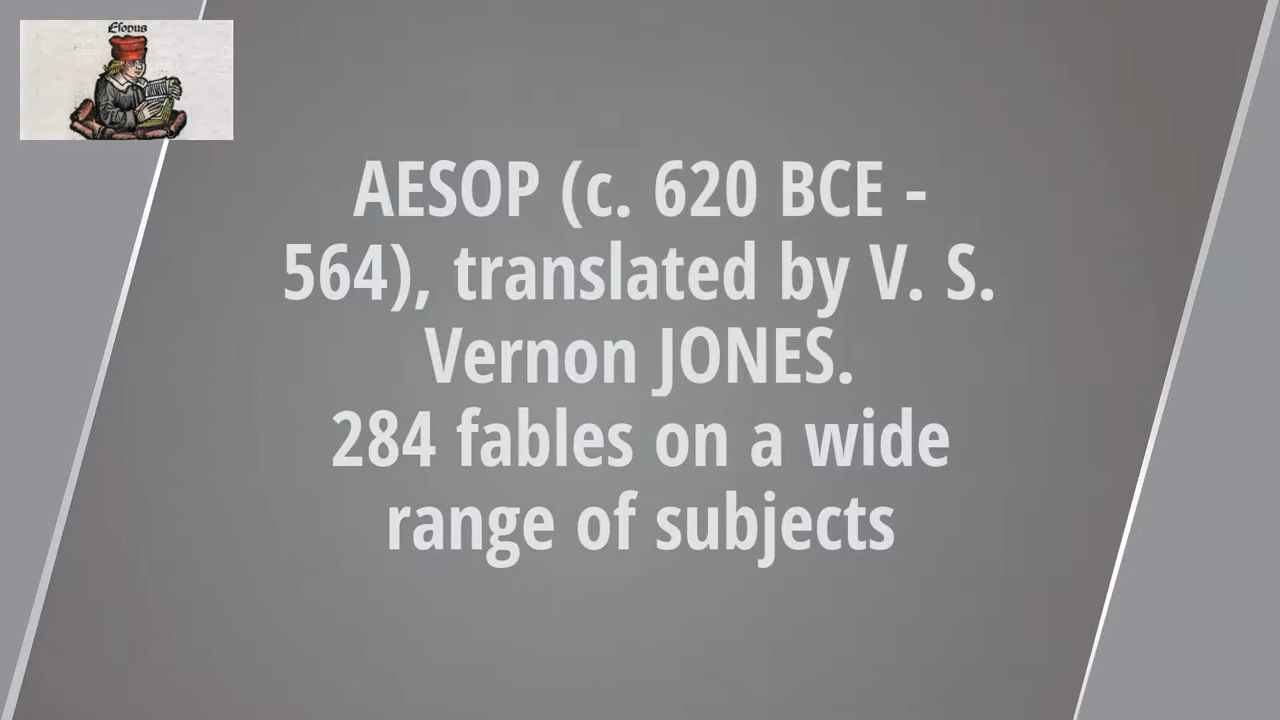 Esopus
AESOP (c. 620 BCE -
564), translated by V. S.
Vernon JONES.
284 fables on a wide
range of subjects